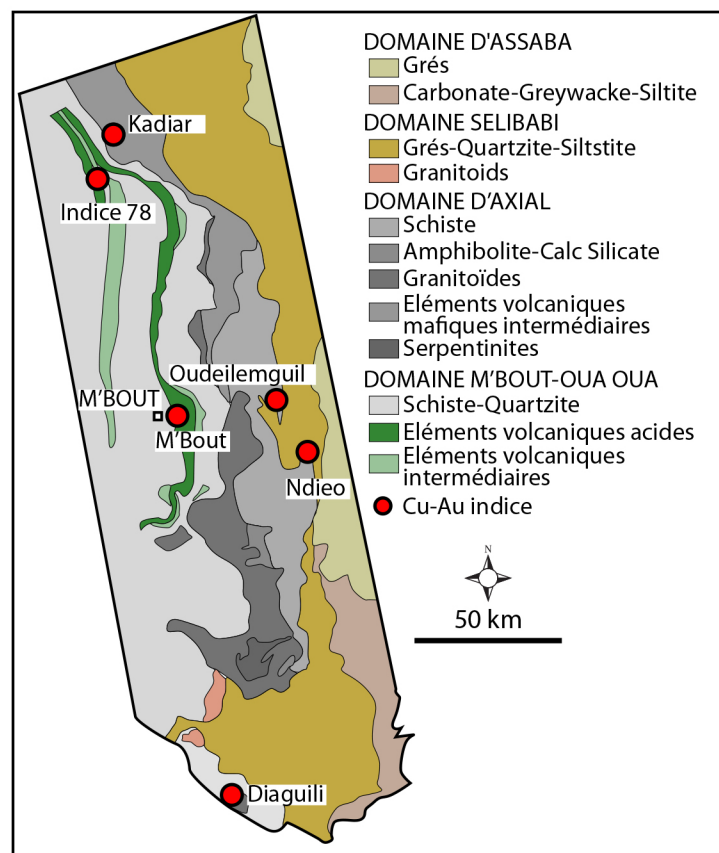 Kadiar
Indice 78
Oudeilemguil
M'BOUT
M'Bout
Ndieo
Diaguili
DOMAINE D'ASSABA
Grés
Carbonate-Greywacke-Siltite
DOMAINE SELIBABI
Grés-Quartzite-Siltstite
Granitoids
DOMAINE D’AXIAL
Schiste
Amphibolite-Calc Silicate
Granitoïdes
Eléments volcaniques
mafiques intermédiaires
Serpentinites
DOMAINE M'BOUT-OUA OUA
Schiste-Quartzite
Eléments volcaniques acides
Eléments volcaniques
intermédiaires
Cu-Au indice
N
50 km